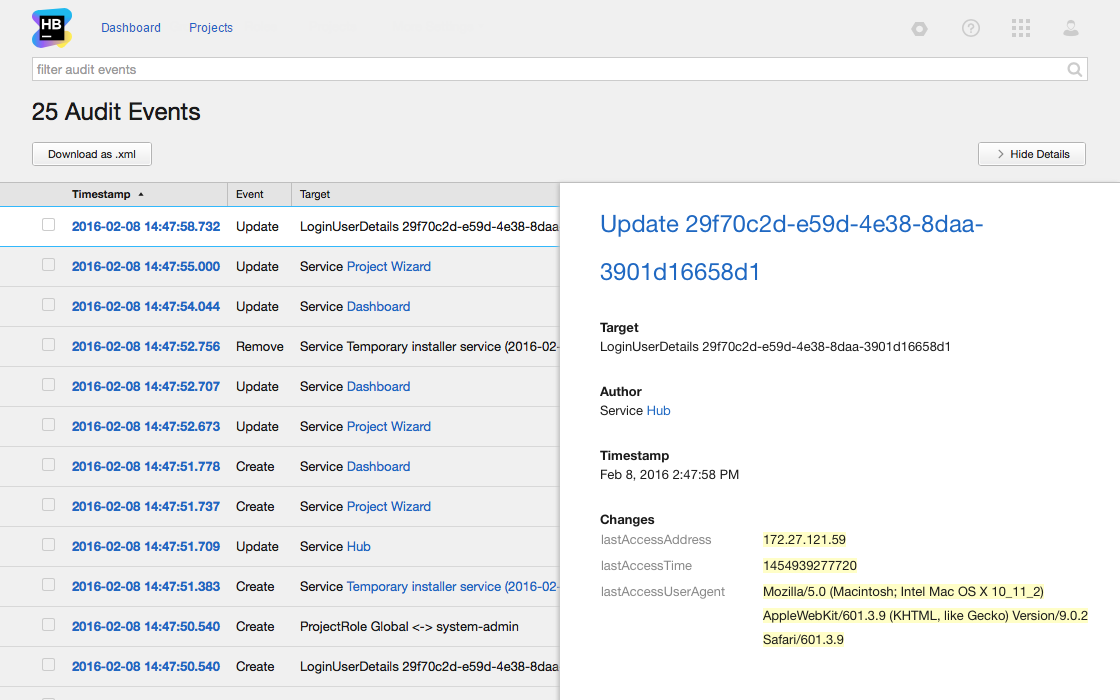 HB
Dashboard Projects
filter audit events
25 Audit Events
Download as .xml
Hide Details
Timestamp Event Target
2016-02-08 14:47:58.732 Update LoginUserDetails 29f70c2d-e59d-4e38-8daa
2016-02-08 14:47:55.000 Update Service Project Wizard
2016-02-08 14:47:54.044 Update Service Dashboard
2016-02-08 14:47:52.756 Remove Service Temporary installer service (2016-02-
2016-02-08 14:47:52.707 Update Service Dashboard
2016-02-08 14:47:52.673 Update Service Project Wizard
2016-02-08 14:47:51.778 Create Service Dashboard
2016-02-08 14:47:51.737 Create Service Project Wizard
2016-02-08 14:47:51.709 Update Service Hub
2016-02-08 14:47:51.383 Create Service Temporary installer service (2016-02-
2016-02-08 14:47:50.540 Create ProjectRole Global <-> system-admin
2016-02-08 14:47:50.540 Create LoginUserDetails 29f70c2d-e59d-4e38-8daa
Update 29f70c2d-e59d-4e38-8daa-
3901d16658d1
Target
LoginUserDetails 29f70c2d-e59d-4e38-8daa-3901d16658d1
Author
Service Hub
Timestamp
Feb 8, 2016 2:47:58 PM
Changes
lastAccessAddress 172.27.121.59
lastAccessTime 1454939277720
lastAccessUserAgent Mozilla/5.0 (Macintosh; Intel Mac OS X 10_11_2)
AppleWebKit/601.3.9 (KHTML, like Gecko) Version/9.0.2
Safari/601.3.9